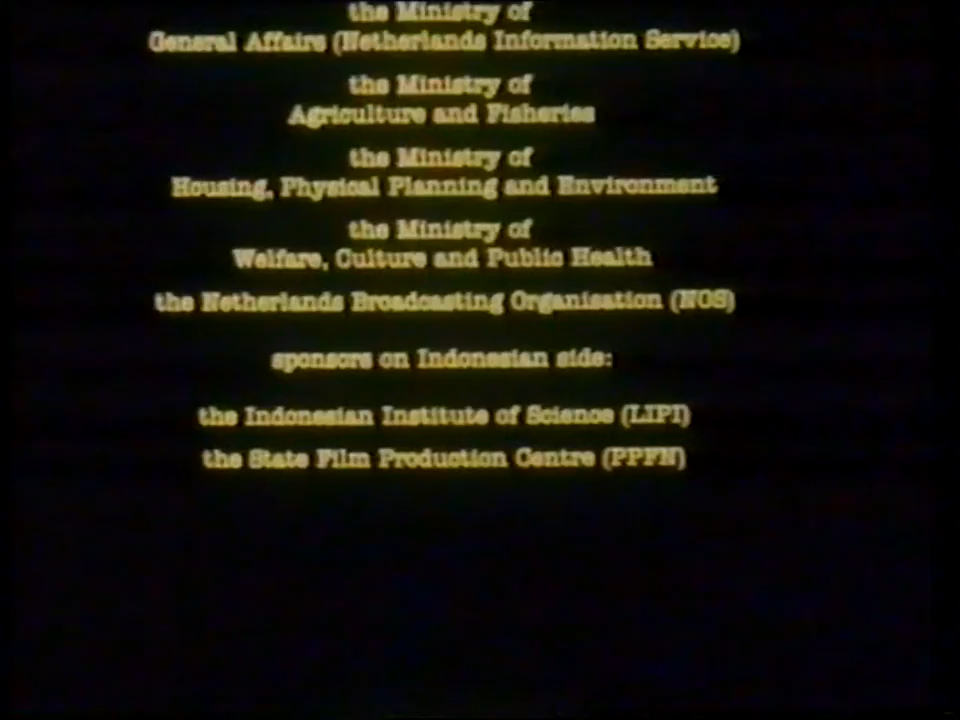 the Ministry of
General Affairs (Netherlands Information Service)
the Ministry of
Agriculture and Fisheries
the Ministry of
Housing, Physical Planning and Environment
the Ministry of
Welfare, Culture and Public Health
the Netherlands Broadcasting Organisation (NOS)
sponsors on Indonesian side:
the Indonesian Institute of Science (LIPI)
the State Film Production Centre (PPFN)